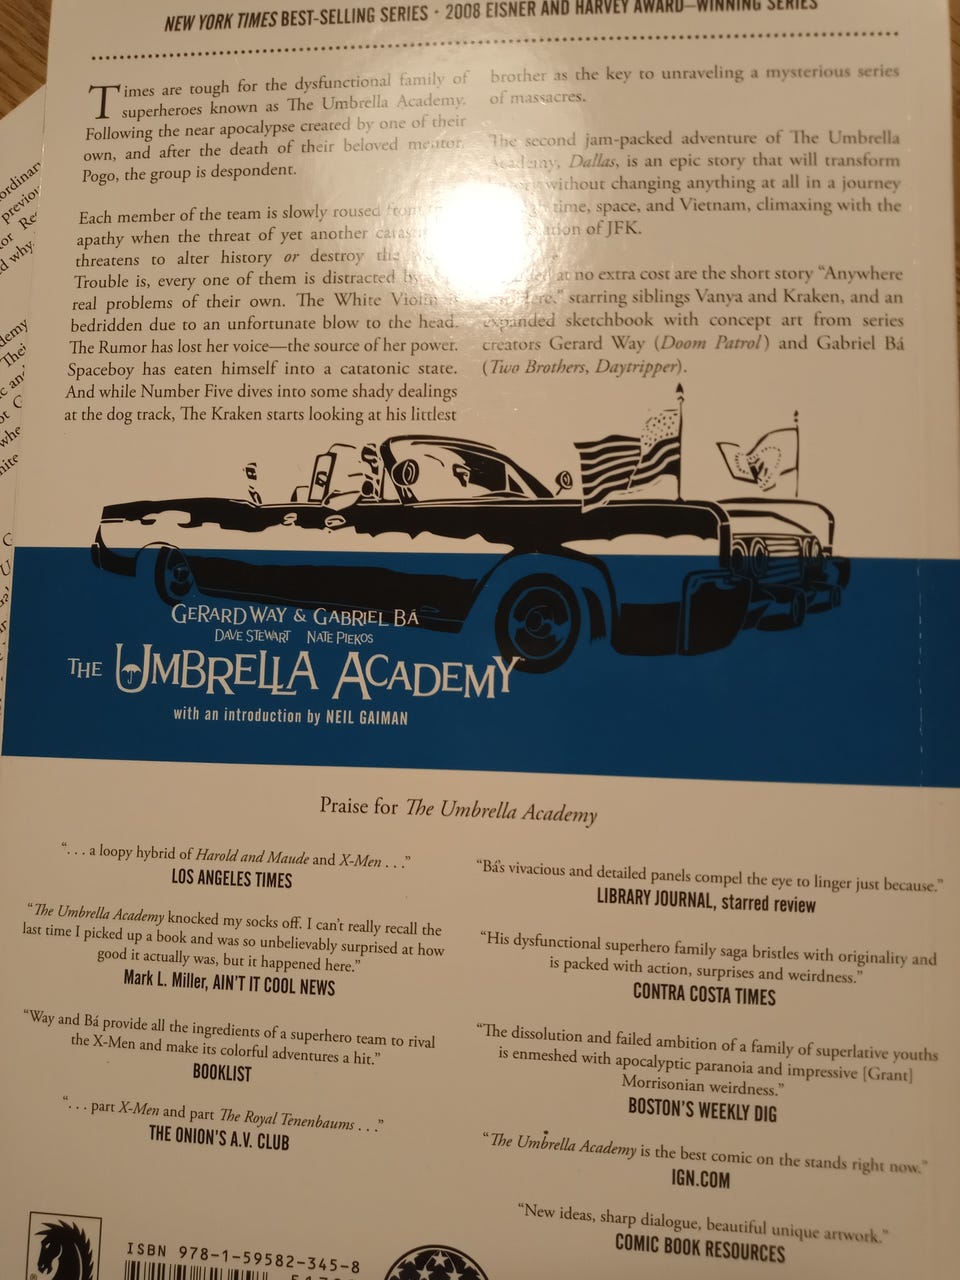 NEW YORK TIMES BEST-SELLING SERIES · 2008 EISNER AND HARVEY AWARD–WINNING SERIES
Times are tough for the dysfunctional family of
superheroes known as The Umbrella Academy.
Following the near apocalypse created by one of their
own, and after the death of their beloved mentor,
Pogo, the group is despondent.
Each member of the team is slowly roused from
apathy when the threat of yet another
threatens to alter history or destroy the
Trouble is, every one of them is distracted by
real problems of their own. The White Violin is
bedridden due to an unfortunate blow to the head.
The Rumor has lost her voice—the source of her power.
Spaceboy has eaten himself into a catatonic state.
And while Number Five dives into some shady dealings
at the dog track, The Kraken starts looking at his littlest
brother as the key to unraveling a mysterious series
of massacres.
The second jam-packed adventure of The Umbrella
Academy, Dallas, is an epic story that will transform
without changing anything at all in a journey
time, space, and Vietnam, climaxing with the
of JFK.
at no extra cost are the short story “Anywhere
starring siblings Vanya and Kraken, and an
expanded sketchbook with concept art from series
creators Gerard Way (Doom Patrol) and Gabriel Bá
(Two Brothers, Daytripper).
GERARD WAY & GABRIEL BÁ
DAVE STEWART NATE PIEKOS
THE UMBRELLA ACADEMY™
with an introduction by NEIL GAIMAN
Praise for The Umbrella Academy
“. . . a loopy hybrid of Harold and Maude and X-Men . . .”
LOS ANGELES TIMES
“The Umbrella Academy knocked my socks off. I can’t really recall the
last time I picked up a book and was so unbelievably surprised at how
good it actually was, but it happened here.”
Mark L. Miller, AIN’T IT COOL NEWS
“Way and Bá provide all the ingredients of a superhero team to rival
the X-Men and make its colorful adventures a hit.”
BOOKLIST
“. . . part X-Men and part The Royal Tenenbaums . . .”
THE ONION’S A.V. CLUB
“Bá’s vivacious and detailed panels compel the eye to linger just because.”
LIBRARY JOURNAL, starred review
“His dysfunctional superhero family saga bristles with originality and
is packed with action, surprises and weirdness.”
CONTRA COSTA TIMES
“The dissolution and failed ambition of a family of superlative youths
is enmeshed with apocalyptic paranoia and impressive [Grant]
Morrisonian weirdness.”
BOSTON’S WEEKLY DIG
“The Umbrella Academy is the best comic on the stands right now.”
IGN.COM
“New ideas, sharp dialogue, beautiful unique artwork.”
COMIC BOOK RESOURCES
ISBN 978-1-59582-345-8